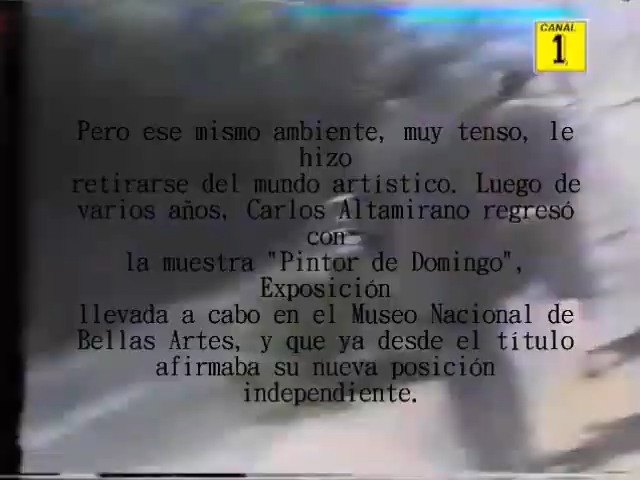 CANAL
1
Pero ese mismo ambiente, muy tenso, le
hizo
retirarse del mundo artístico. Luego de
varios años, Carlos Altamirano regresó
con
la muestra "Pintor de Domingo",
Exposición
llevada a cabo en el Museo Nacional de
Bellas Artes, y que ya desde el título
afirmaba su nueva posición
independiente.